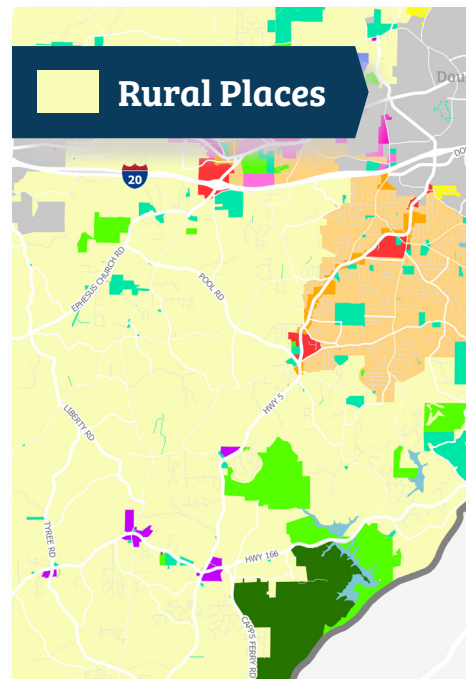 Rural Places
20
EPHESUS CHURCH RD
POOL RD
HWY 5
LIBERTY RD
TYREE RD
HWY 166
CAPPS FERRY RD